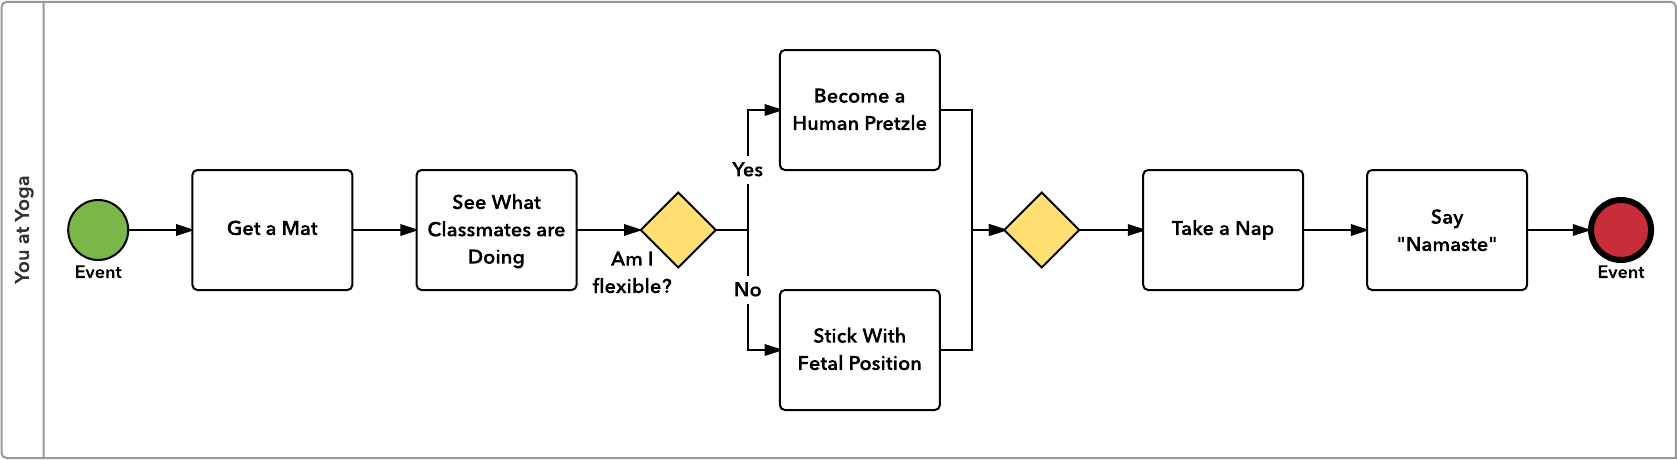 You at Yoga
Event
Get a Mat
See What
Classmates are
Doing
Am I
flexible?
Yes
Become a
Human Pretzle
No
Stick With
Fetal Position
Take a Nap
Say
"Namaste"
Event